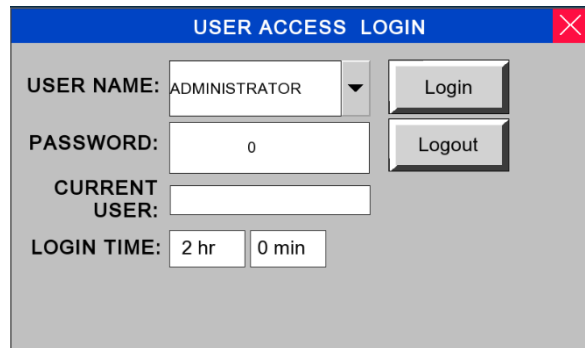 USER ACCESS LOGIN
USER NAME: ADMINISTRATOR Login
PASSWORD: 0 Logout
CURRENT
USER:
LOGIN TIME: 2 hr 0 min